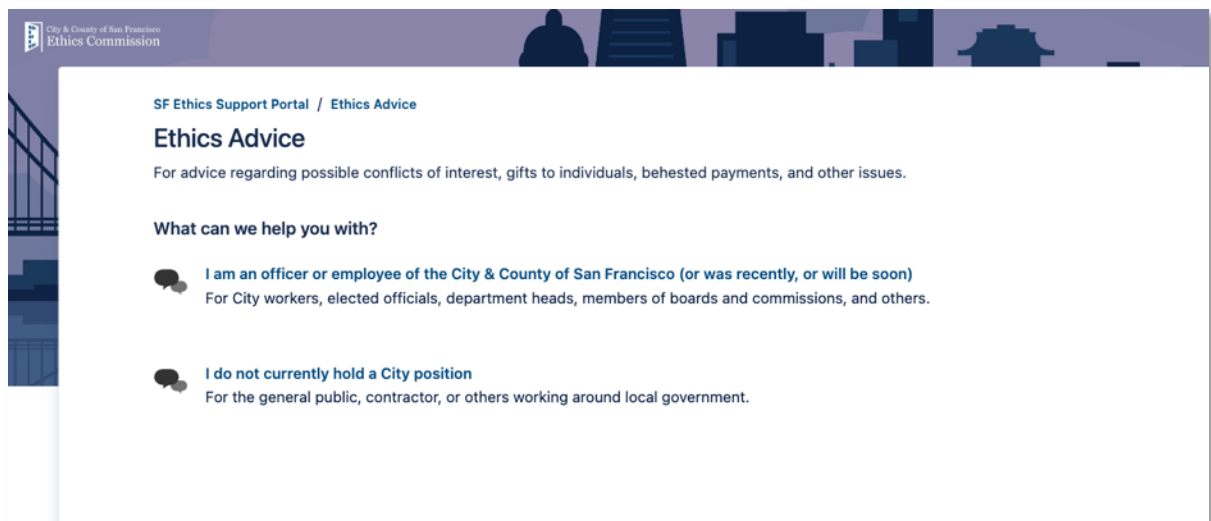 City & County of San Francisco
Ethics Commission
SF Ethics Support Portal / Ethics Advice
Ethics Advice
For advice regarding possible conflicts of interest, gifts to individuals, behested payments, and other issues.
What can we help you with?
I am an officer or employee of the City & County of San Francisco (or was recently, or will be soon)
For City workers, elected officials, department heads, members of boards and commissions, and others.
I do not currently hold a City position
For the general public, contractor, or others working around local government.